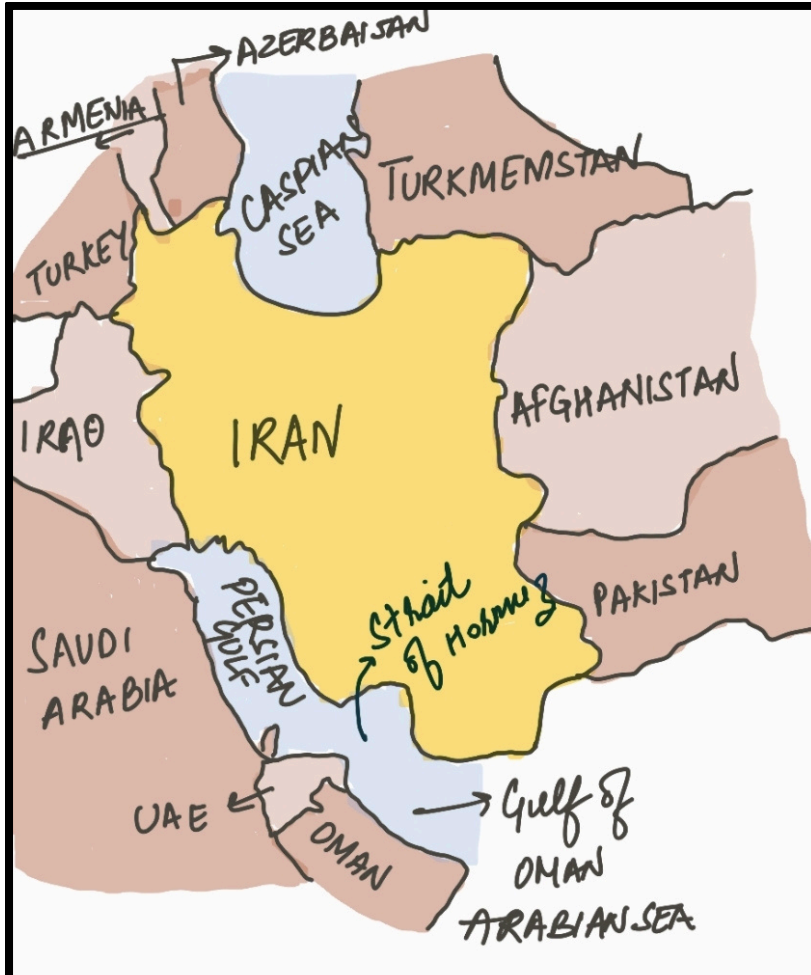 AZERBAIJAN
ARMENIA
CASPIAN
SEA
TURKMENISTAN
TURKEY
AFGHANISTAN
IRAQ
IRAN
Strait
of Hormuz
PERSIAN
GULF
PAKISTAN
SAUDI
ARABIA
UAE
OMAN
Gulf of
OMAN
ARABIAN SEA